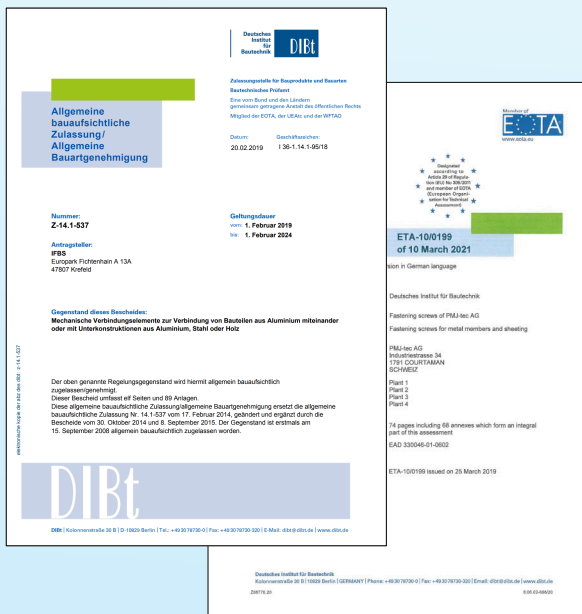 Deutsches
Institut
für
Bautechnik
DIBt
Allgemeine
bauaufsichtliche
Zulassung/
Allgemeine
Bauartgenehmigung
Zulassungsstelle für Bauprodukte und Bauarten
Bautechnisches Prüfamt
Eine vom Bund und den Ländern
gemeinsam getragene Anstalt des öffentlichen Rechts
Mitglied der EOTA, der UEAtc und der WFTAO
Datum: Geschäftszeichen:
20.02.2019 I 36-1.14.1-95/18
Nummer:
Z-14.1-537
Geltungsdauer
vom: 1. Februar 2019
bis: 1. Februar 2024
Antragsteller:
IFBS
Europark Fichtenhain A 13A
47807 Krefeld
Gegenstand dieses Bescheides:
Mechanische Verbindungselemente zur Verbindung von Bauteilen aus Aluminium miteinander
oder mit Unterkonstruktionen aus Aluminium, Stahl oder Holz
Der oben genannte Regelungsgegenstand wird hiermit allgemein bauaufsichtlich
zugelassen/genehmigt.
Dieser Bescheid umfasst elf Seiten und 89 Anlagen.
Diese allgemeine bauaufsichtliche Zulassung/allgemeine Bauartgenehmigung ersetzt die allgemeine
bauaufsichtliche Zulassung Nr. 14.1-537 vom 17. Februar 2014, geändert und ergänzt durch die
Bescheide vom 30. Oktober 2014 und 8. September 2015. Der Gegenstand ist erstmals am
15. September 2008 allgemein bauaufsichtlich zugelassen worden.
elektronische kopie der abz des dibt: z-14.1-537
DIBt
DIBt | Kolonnenstraße 30 B | D-10829 Berlin | Tel.: +49 30 78730-0 | Fax: +49 30 78730-320 | E-Mail: dibt@dibt.de | www.dibt.de
Member of
EOTA
www.eota.eu
Designated
according to
Article 29 of Regula-
tion (EU) No 305/2011
and member of EOTA
(European Organi-
sation for Technical
Assessment)
ETA-10/0199
of 10 March 2021
sion in German language
Deutsches Institut für Bautechnik
Fastening screws of PMJ-tec AG
Fastening screws for metal members and sheeting
PMJ-tec AG
Industriestrasse 34
1791 COURTAMAN
SCHWEIZ
Plant 1
Plant 2
Plant 3
Plant 4
74 pages including 68 annexes which form an integral
part of this assessment
EAD 330046-01-0602
ETA-10/0199 issued on 25 March 2019
Deutsches Institut für Bautechnik
Kolonnenstraße 30 B | 10829 Berlin | GERMANY | Phone: +49 30 78730-0 | Fax: +49 30 78730-320 | Email: dibt@dibt.de | www.dibt.de